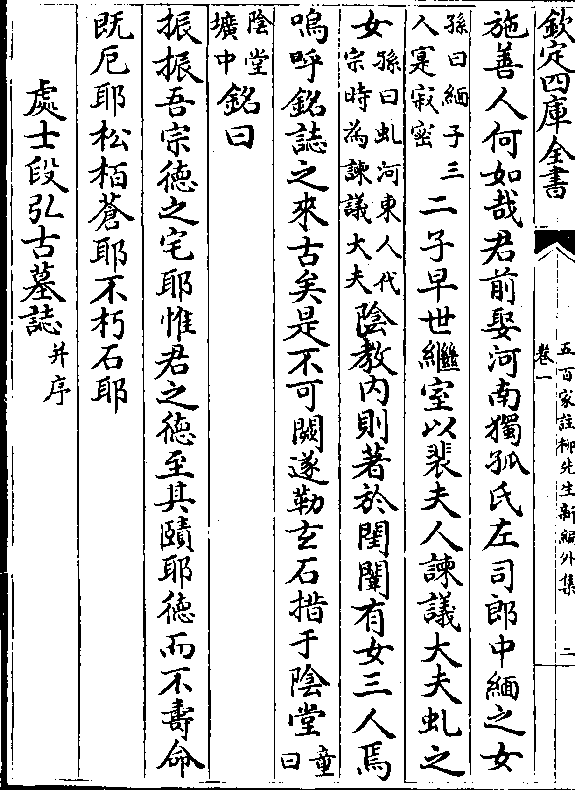 欽定四庫全書
五百家註柳先生新編外集
卷一
二
施善人何如哉君前娶河南獨孤氏左司郎中緬之女
孫曰緬子三人寔寂密二子早世繼室以裴夫人諫議大夫虬之
女孫曰虬河東人代宗時為諫議大夫陰教内則著於閨闈有女三人焉
嗚呼銘誌之來古矣是不可闕遂勒玄石措于陰堂童曰
陰堂壙中銘曰
振振吾宗德之宅耶惟君之德至其賾耶德而不壽命
既厄耶松栢蒼耶不朽石耶
處士段弘古墓誌并序